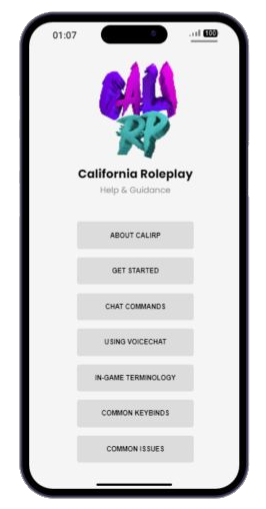 01:07
100
CALI
RP
California Roleplay
Help & Guidance
ABOUT CALIRP
GET STARTED
CHAT COMMANDS
USING VOICECHAT
IN-GAME TERMINOLOGY
COMMON KEYBINDS
COMMON ISSUES